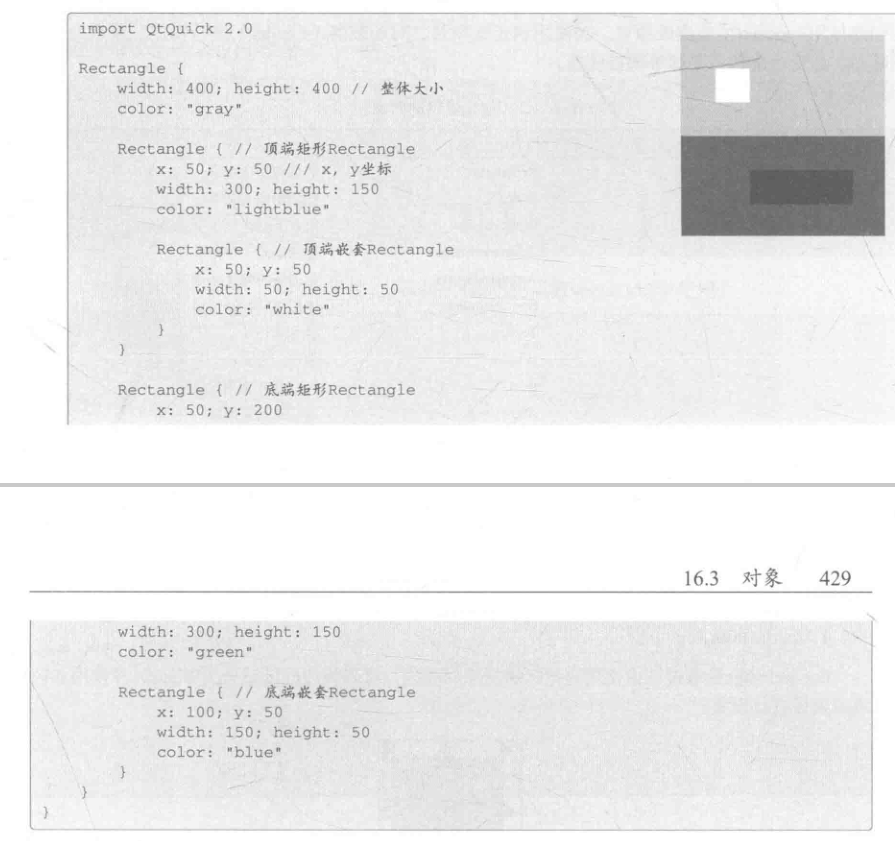 import QtQuick 2.0
Rectangle {
    width: 400; height: 400 // 整体大小
    color: "gray"
    Rectangle { // 顶端矩形Rectangle
        x: 50; y: 50 /// x, y坐标
        width: 300; height: 150
        color: "lightblue"
        Rectangle { // 顶端嵌套Rectangle
            x: 50; y: 50
            width: 50; height: 50
            color: "white"
        }
    }
    Rectangle { // 底端矩形Rectangle
        x: 50; y: 200
16.3 对象 429
        width: 300; height: 150
        color: "green"
        Rectangle { // 底端嵌套Rectangle
            x: 100; y: 50
            width: 150; height: 50
            color: "blue"
        }
    }
}